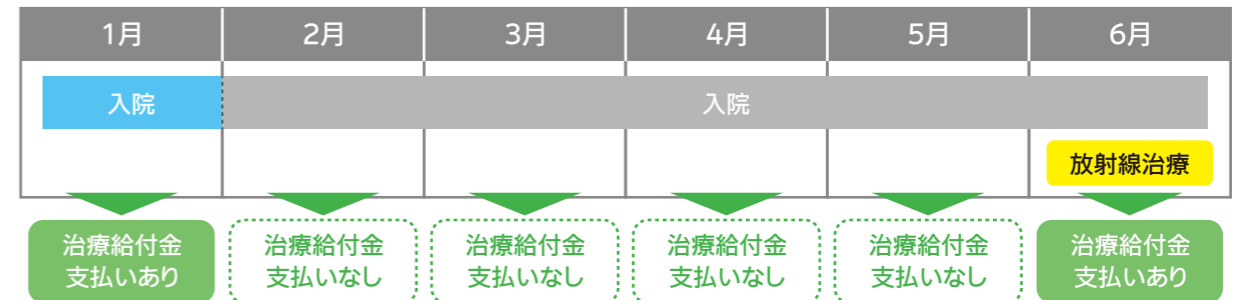 1月 2月 3月 4月 5月 6月
入院 入院
放射線治療
治療給付金 治療給付金 治療給付金 治療給付金 治療給付金 治療給付金
支払いあり 支払いなし 支払いなし 支払いなし 支払いなし 支払いあり